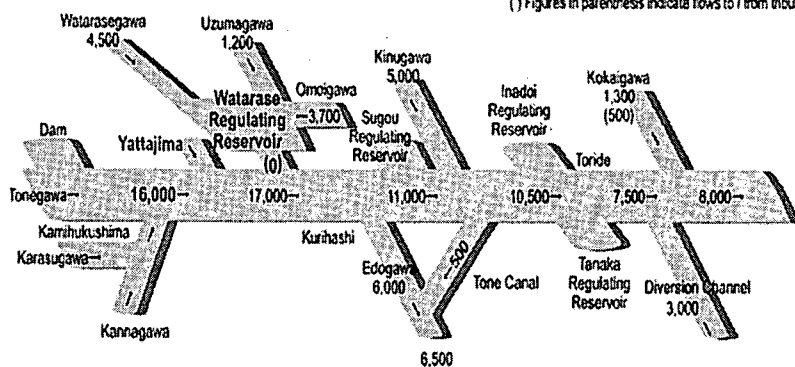 ( ) Figures in parenthesis indicate flows to / from tribu
Watarasegawa
4,500
Uzumagawa
1,200
Kinugawa
5,000
Kokaigawa
1,300
(500)
Omoigawa
←3,700
Inadoi
Regulating
Reservoir
Watarase
Regulating
Reservoir
(0)
Sugou
Regulating
Reservoir
Dam
Yattajima
Toride
Tonegawa→
16,000→
17,000→
11,000→
10,500→
7,500→
8,000→
Kamihukushima
Karasugawa→
Kurihashi
Edogawa
6,000
←500
Tone Canal
Tanaka
Regulating
Reservoir
Diversion Channel
3,000
Kannagawa
6,500